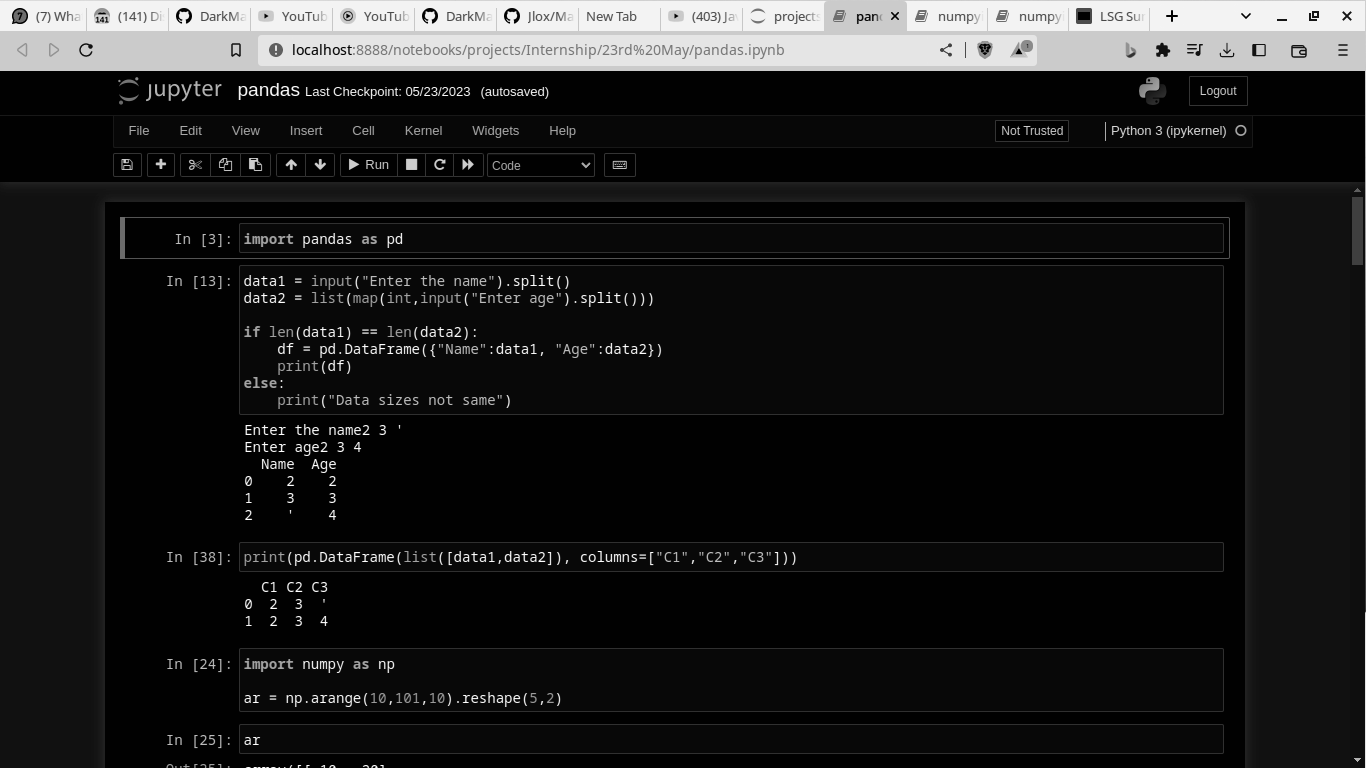 (7) Wha
(141) Di
DarkMa
YouTub
YouTub
DarkMa
Jlox/Ma
New Tab
(403) Ja
project
pan
numpy
numpy
LSG Sur
localhost:8888/notebooks/projects/Internship/23rd%20May/pandas.ipynb
jupyter pandas Last Checkpoint: 05/23/2023 (autosaved)
Logout
File Edit View Insert Cell Kernel Widgets Help
Not Trusted
Python 3 (ipykernel)
Run
Code
In [3]: import pandas as pd
In [13]: data1 = input("Enter the name").split()
data2 = list(map(int,input("Enter age").split()))
if len(data1) == len(data2):
    df = pd.DataFrame({"Name":data1, "Age":data2})
    print(df)
else:
    print("Data sizes not same")
Enter the name2 3 '
Enter age2 3 4
  Name  Age
0    2    2
1    3    3
2    '    4
In [38]: print(pd.DataFrame(list([data1,data2]), columns=["C1","C2","C3"]))
  C1 C2 C3
0  2  3  '
1  2  3  4
In [24]: import numpy as np
ar = np.arange(10,101,10).reshape(5,2)
In [25]: ar